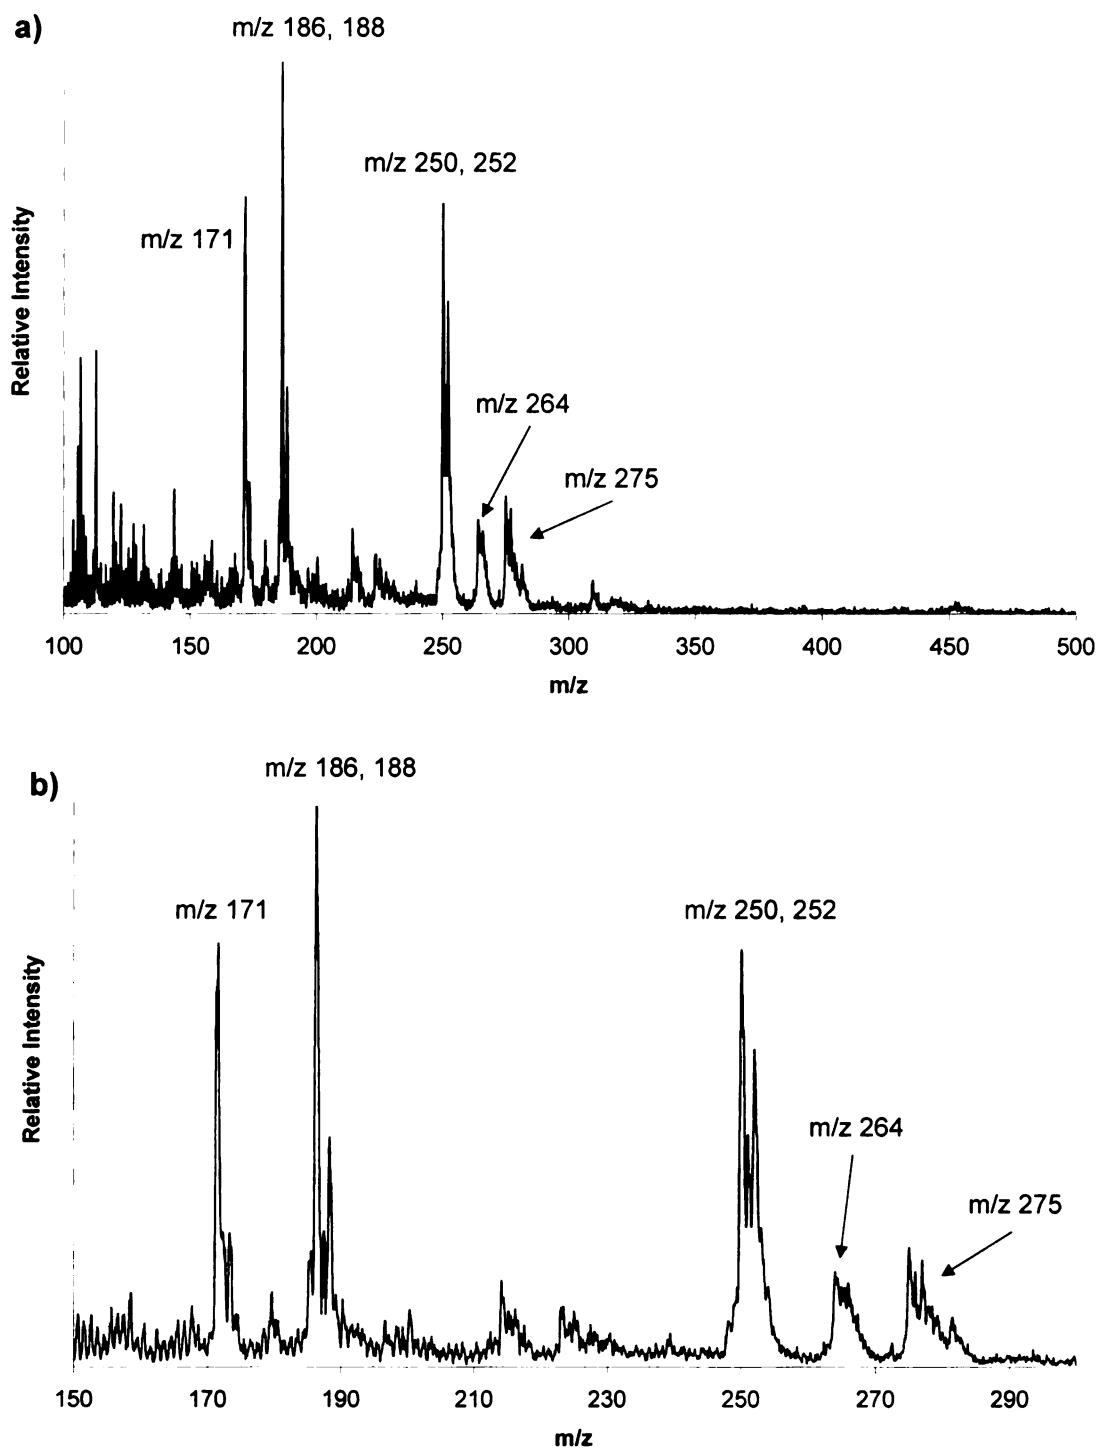 a)
m/z 186, 188
m/z 250, 252
m/z 171
m/z 264
m/z 275
Relative Intensity
100 150 200 250 300 350 400 450 500
m/z
b)
m/z 186, 188
m/z 171
m/z 250, 252
m/z 264
m/z 275
Relative Intensity
150 170 190 210 230 250 270 290
m/z